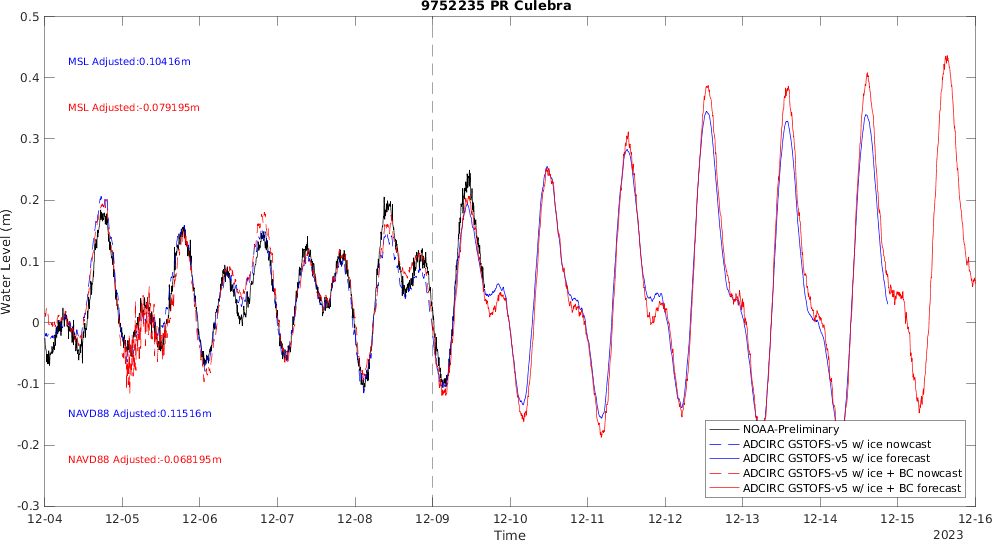 9752235 PR Culebra
0.5
0.4
0.3
0.2
0.1
0
-0.1
-0.2
-0.3
Water Level (m)
MSL Adjusted:0.10416m
MSL Adjusted:-0.079195m
NAVD88 Adjusted:0.11516m
NAVD88 Adjusted:-0.068195m
NOAA-Preliminary
ADCIRC GSTOFS-v5 w/ ice nowcast
ADCIRC GSTOFS-v5 w/ ice forecast
ADCIRC GSTOFS-v5 w/ ice + BC nowcast
ADCIRC GSTOFS-v5 w/ ice + BC forecast
12-04 12-05 12-06 12-07 12-08 12-09 12-10 12-11 12-12 12-13 12-14 12-15 12-16
Time
2023